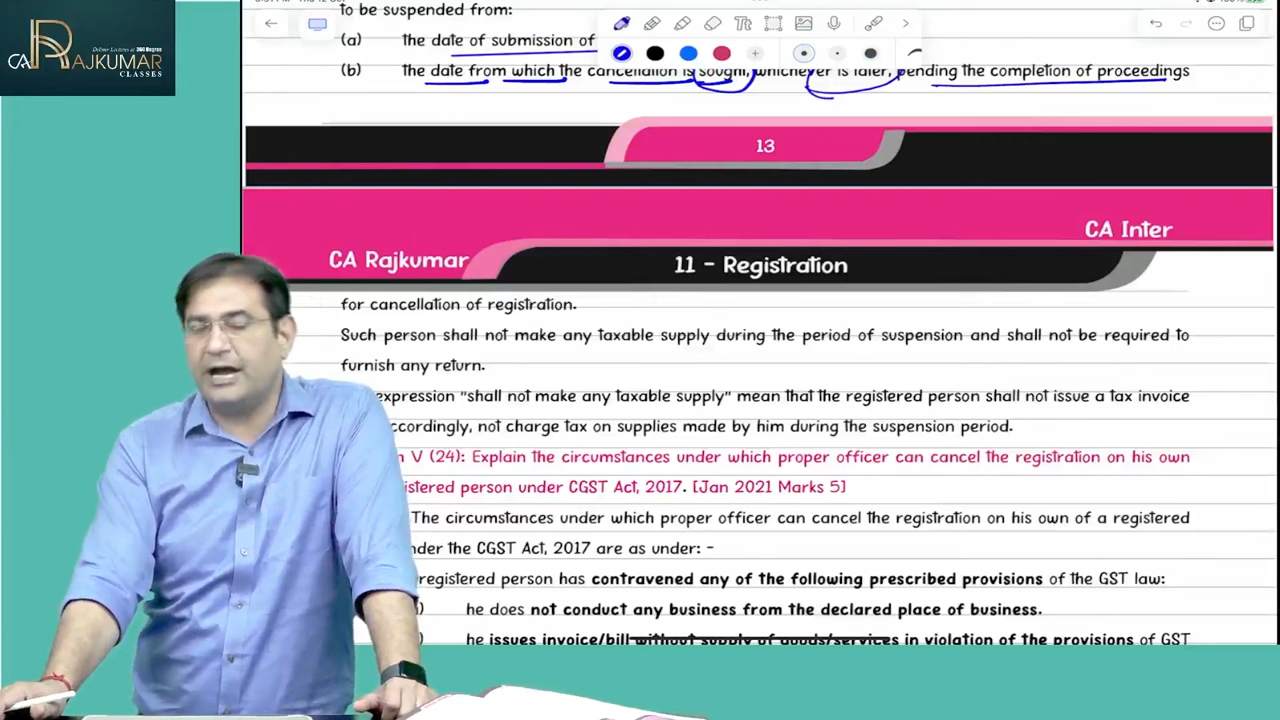 to be suspended from:
(a) the date of submission of
(b) the date from which the cancellation is sought, whichever is later, pending the completion of proceedings
Deliver Lectures at 360 Degree
CA RAJKUMAR
CLASSES
13
CA Inter
CA Rajkumar
11 - Registration
for cancellation of registration.
Such person shall not make any taxable supply during the period of suspension and shall not be required to
furnish any return.
expression "shall not make any taxable supply" mean that the registered person shall not issue a tax invoice
ccordingly, not charge tax on supplies made by him during the suspension period.
n V (24): Explain the circumstances under which proper officer can cancel the registration on his own
istered person under CGST Act, 2017. [Jan 2021 Marks 5]
The circumstances under which proper officer can cancel the registration on his own of a registered
nder the CGST Act, 2017 are as under: -
registered person has contravened any of the following prescribed provisions of the GST law:
) he does not conduct any business from the declared place of business.
) he issues invoice/bill without supply of goods/services in violation of the provisions of GST